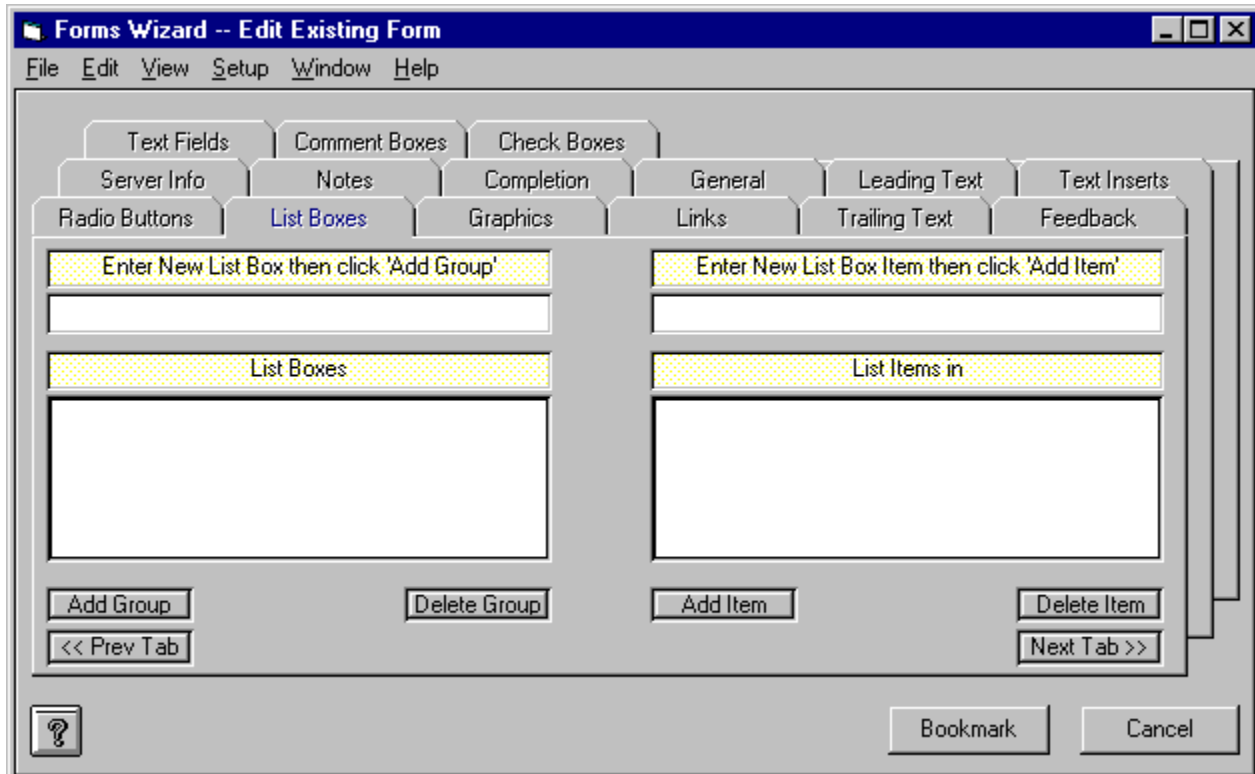 Forms Wizard -- Edit Existing Form
File Edit View Setup Window Help
Text Fields Comment Boxes Check Boxes
Server Info Notes Completion General Leading Text Text Inserts
Radio Buttons List Boxes Graphics Links Trailing Text Feedback
Enter New List Box then click 'Add Group' Enter New List Box Item then click 'Add Item'
List Boxes List Items in
Add Group Delete Group Add Item Delete Item
<< Prev Tab Next Tab >>
? Bookmark Cancel